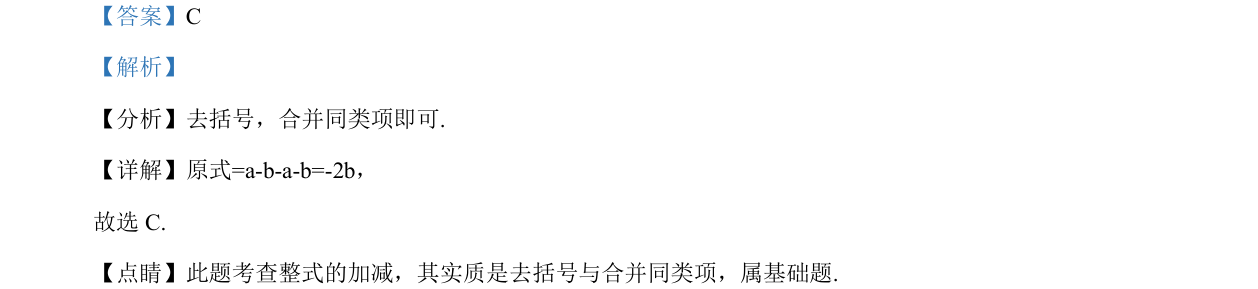 【答案】C
【解析】
【分析】去括号，合并同类项即可.
【详解】原式=a-b-a-b=-2b，
故选 C.
【点睛】此题考查整式的加减，其实质是去括号与合并同类项，属基础题.